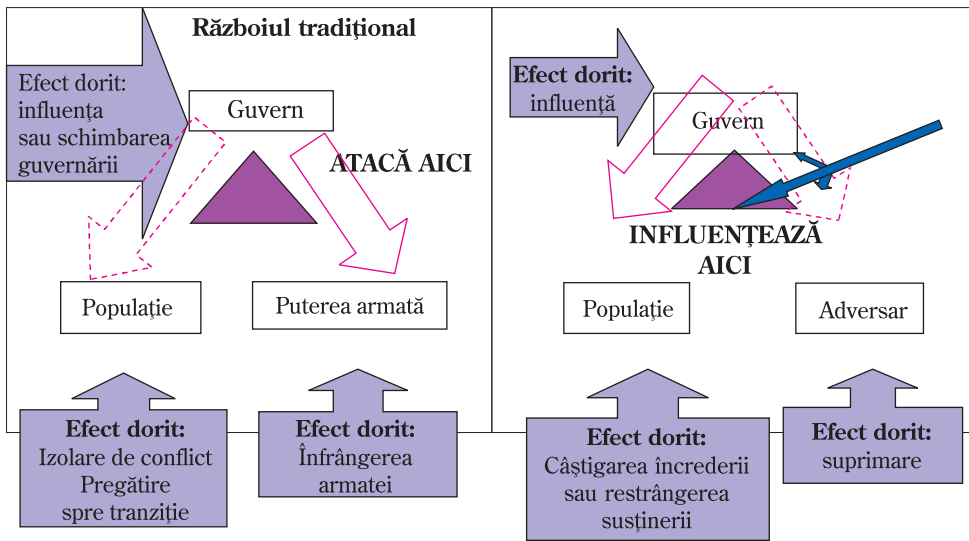 Războiul tradiţional
Efect dorit:
influenţa
sau schimbarea
guvernării
Guvern
ATACĂ AICI
Populaţie
Puterea armată
Efect dorit:
Izolare de conflict
Pregătire
spre tranziţie
Efect dorit:
Înfrângerea
armatei
Efect dorit:
influenţă
Guvern
INFLUENŢEAZĂ
AICI
Populaţie
Adversar
Efect dorit:
Câştigarea încrederii
sau restrângerea
susţinerii
Efect dorit:
suprimare